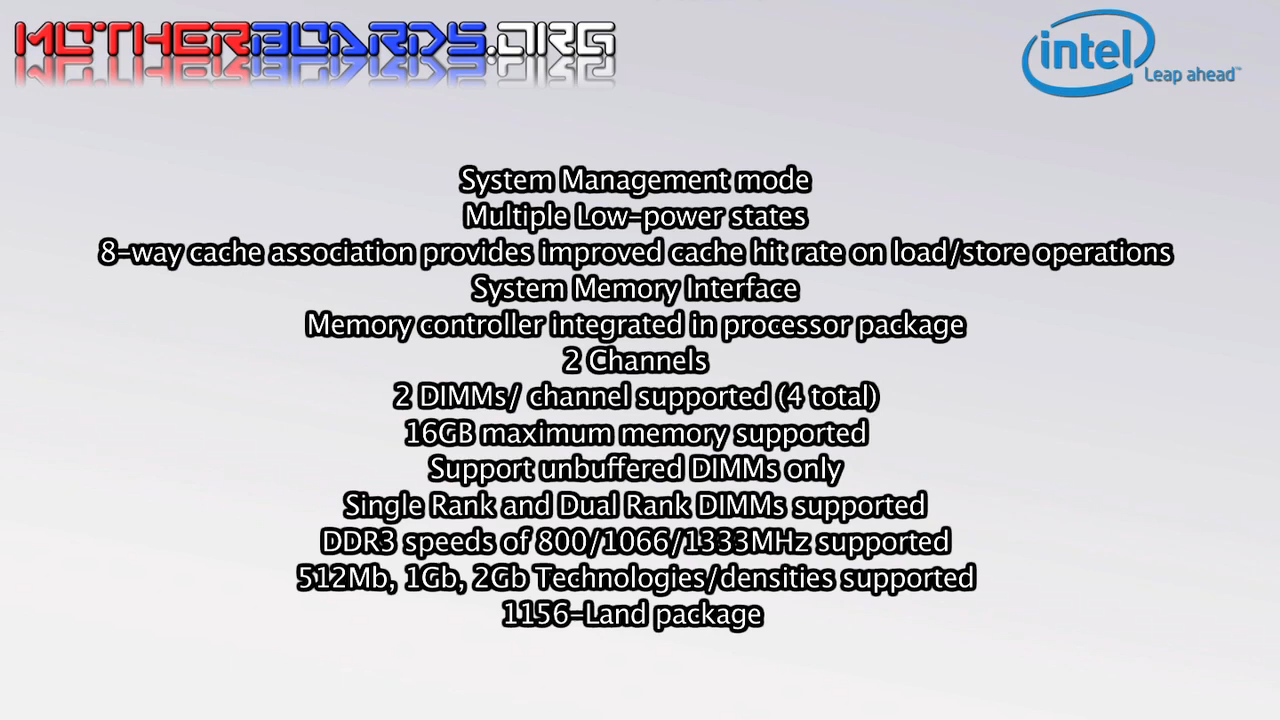 MOTHERBOARDS.ORG
intel
Leap ahead™
System Management mode
Multiple Low-power states
8-way cache association provides improved cache hit rate on load/store operations
System Memory Interface
Memory controller integrated in processor package
2 Channels
2 DIMMs/ channel supported (4 total)
16GB maximum memory supported
Support unbuffered DIMMs only
Single Rank and Dual Rank DIMMs supported
DDR3 speeds of 800/1066/1333MHz supported
512Mb, 1Gb, 2Gb Technologies/densities supported
1156-Land package